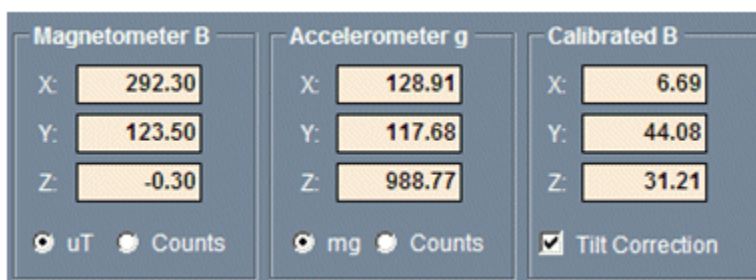 Magnetometer B Accelerometer g Calibrated B
X: 292.30 X: 128.91 X: 6.69
Y: 123.50 Y: 117.68 Y: 44.08
Z: -0.30 Z: 988.77 Z: 31.21
uT Counts mg Counts Tilt Correction